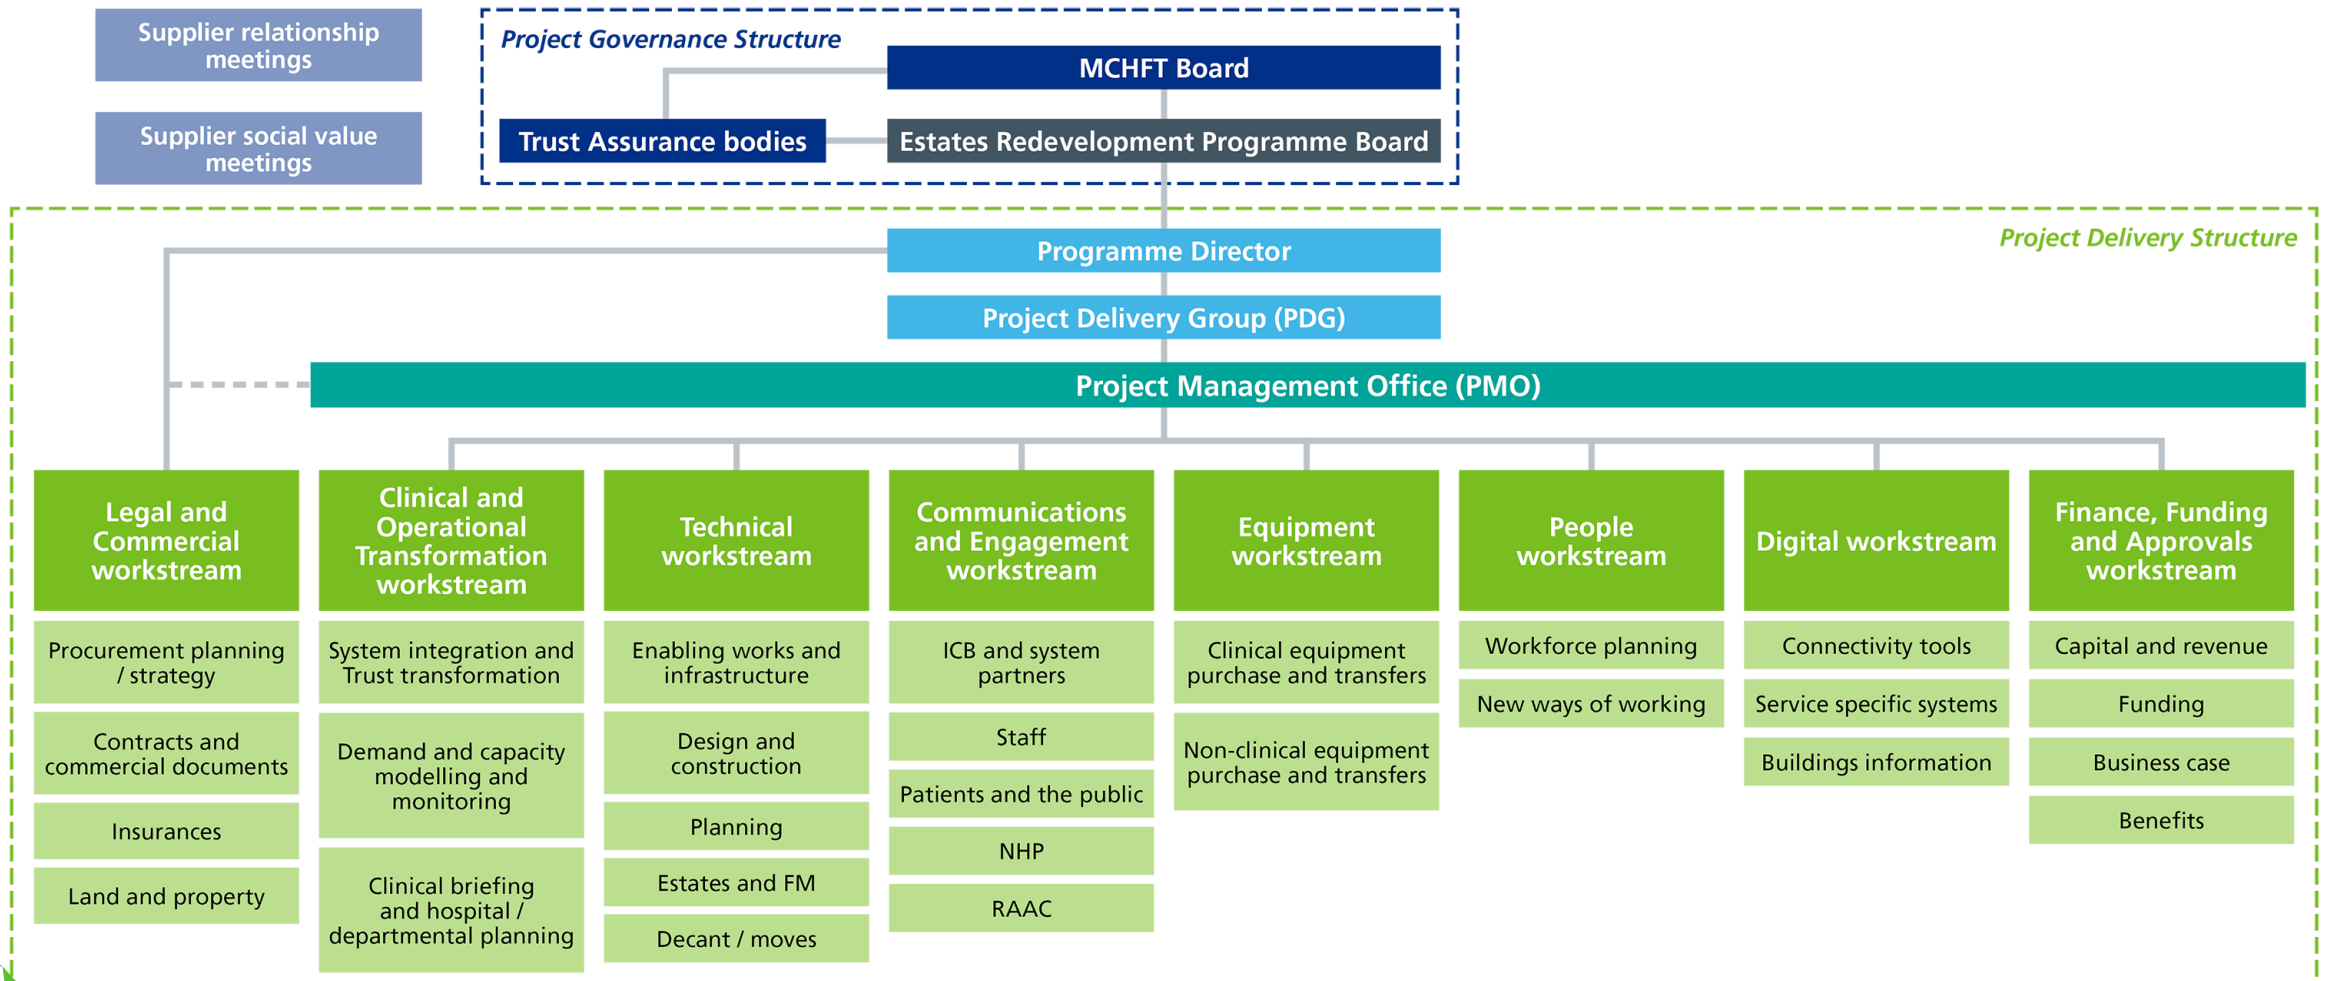 Supplier relationship
meetings
Supplier social value
meetings
Project Governance Structure
MCHFT Board
Trust Assurance bodies
Estates Redevelopment Programme Board
Project Delivery Structure
Programme Director
Project Delivery Group (PDG)
Project Management Office (PMO)
Legal and
Commercial
workstream
Procurement planning
/ strategy
Contracts and
commercial documents
Insurances
Land and property
Clinical and
Operational
Transformation
workstream
System integration and
Trust transformation
Demand and capacity
modelling and
monitoring
Clinical briefing
and hospital /
departmental planning
Technical
workstream
Enabling works and
infrastructure
Design and
construction
Planning
Estates and FM
Decant / moves
Communications
and Engagement
workstream
ICB and system
partners
Staff
Patients and the public
NHP
RAAC
Equipment
workstream
Clinical equipment
purchase and transfers
Non-clinical equipment
purchase and transfers
People
workstream
Workforce planning
New ways of working
Digital workstream
Connectivity tools
Service specific systems
Buildings information
Finance, Funding
and Approvals
workstream
Capital and revenue
Funding
Business case
Benefits